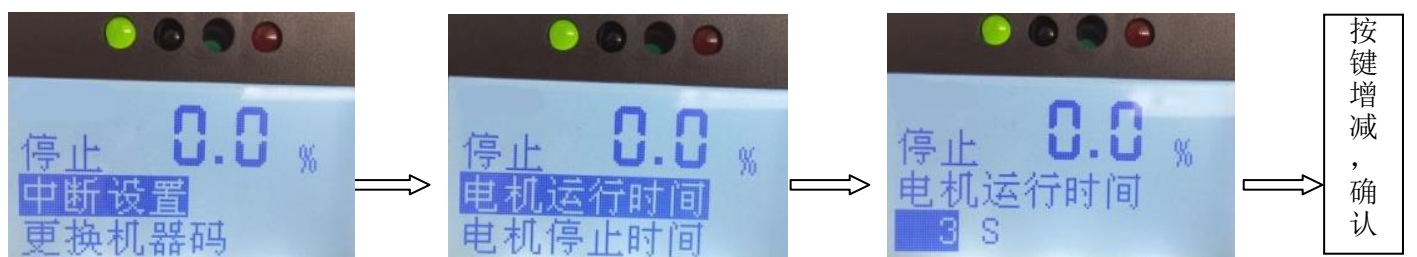 停止 0.0 %
中断设置
更换机器码
停止 0.0 %
电机运行时间
电机停止时间
停止 0.0 %
电机运行时间
3 S
按键增减，确认